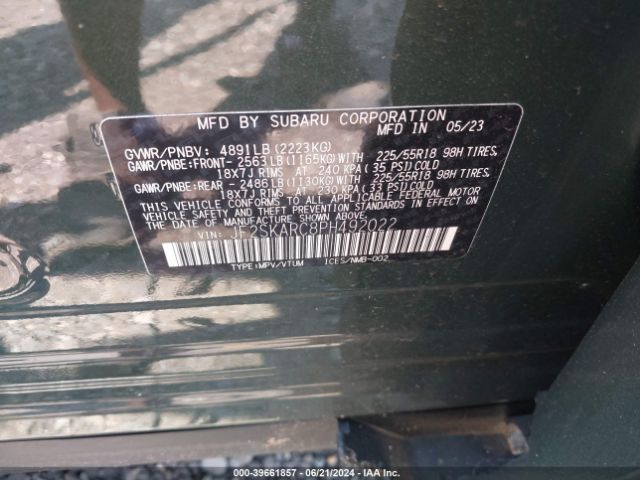 MFD BY SUBARU CORPORATION
MFD IN 05/23
GVWR/PNBV: 4891LB(2223KG)
GAWR/PNBE:FRONT- 2563LB(1165KG)WITH 225/55R18 98H TIRES,
18X7J RIMS AT 240 KPA(35 PSI)COLD
GAWR/PNBE:REAR - 2486LB(1130KG)WITH 225/55R18 98H TIRES,
18X7J RIMS AT 230 KPA(33 PSI)COLD
THIS VEHICLE CONFORMS TO ALL APPLICABLE FEDERAL MOTOR
VEHICLE SAFETY AND THEFT PREVENTION STANDARDS IN EFFECT ON
THE DATE OF MANUFACTURE SHOWN ABOVE.
VIN: JF2SKARC8PH492022
TYPE:MPV/VTUM ICES/NMB-002
000-39661857 - 06/21/2024 - IAA Inc.